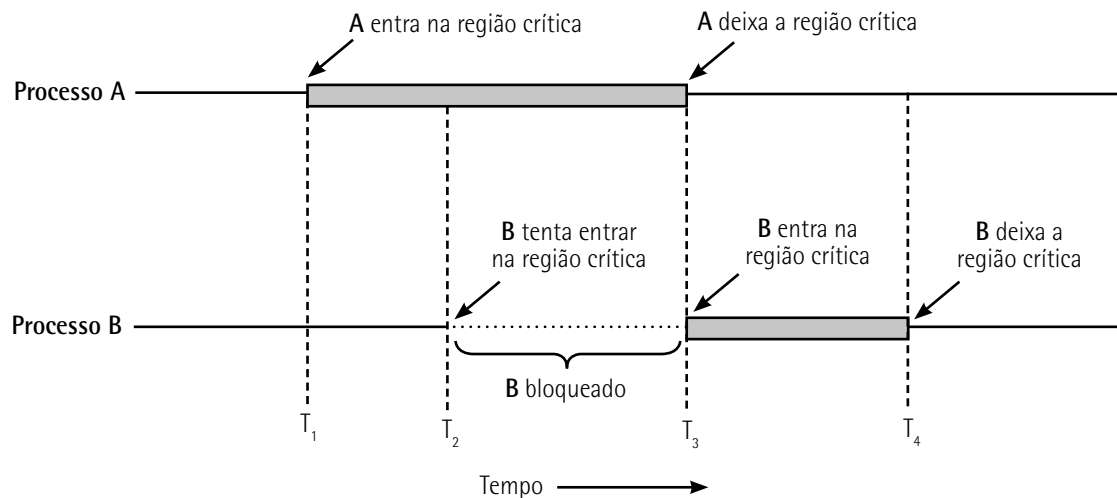 A entra na região crítica
A deixa a região crítica
Processo A
B tenta entrar
na região crítica
B entra na
região crítica
B deixa a
região crítica
Processo B
B bloqueado
T1
T2
T3
T4
Tempo